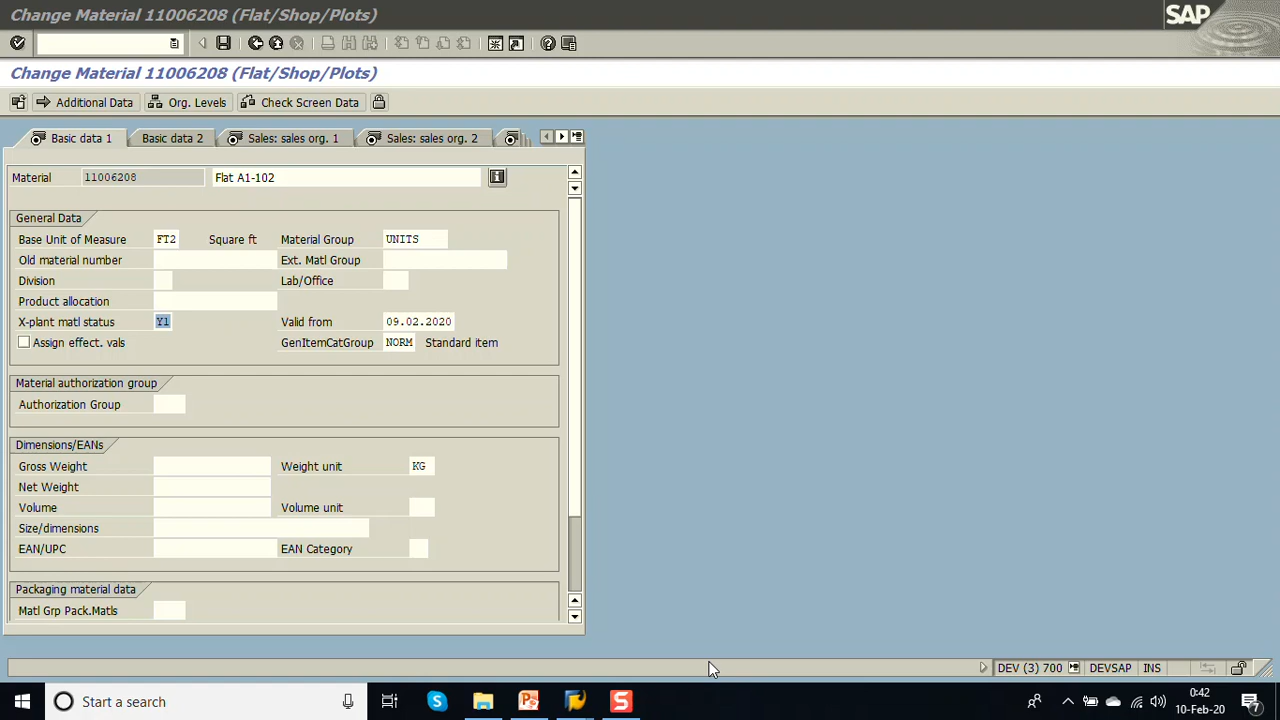 Change Material 11006208 (Flat/Shop/Plots)
SAP
Change Material 11006208 (Flat/Shop/Plots)
Additional Data Org. Levels Check Screen Data
Basic data 1 Basic data 2 Sales: sales org. 1 Sales: sales org. 2
Material 11006208 Flat A1-102
General Data
Base Unit of Measure FT2 Square ft Material Group UNITS
Old material number Ext. Matl Group
Division Lab/Office
Product allocation
X-plant matl status Y1 Valid from 09.02.2020
Assign effect. vals GenItemCatGroup NORM Standard item
Material authorization group
Authorization Group
Dimensions/EANs
Gross Weight Weight unit KG
Net Weight
Volume Volume unit
Size/dimensions
EAN/UPC EAN Category
Packaging material data
Matl Grp Pack.Matls
DEV (3) 700 DEVSAP INS
Start a search
0:42
10-Feb-20
7